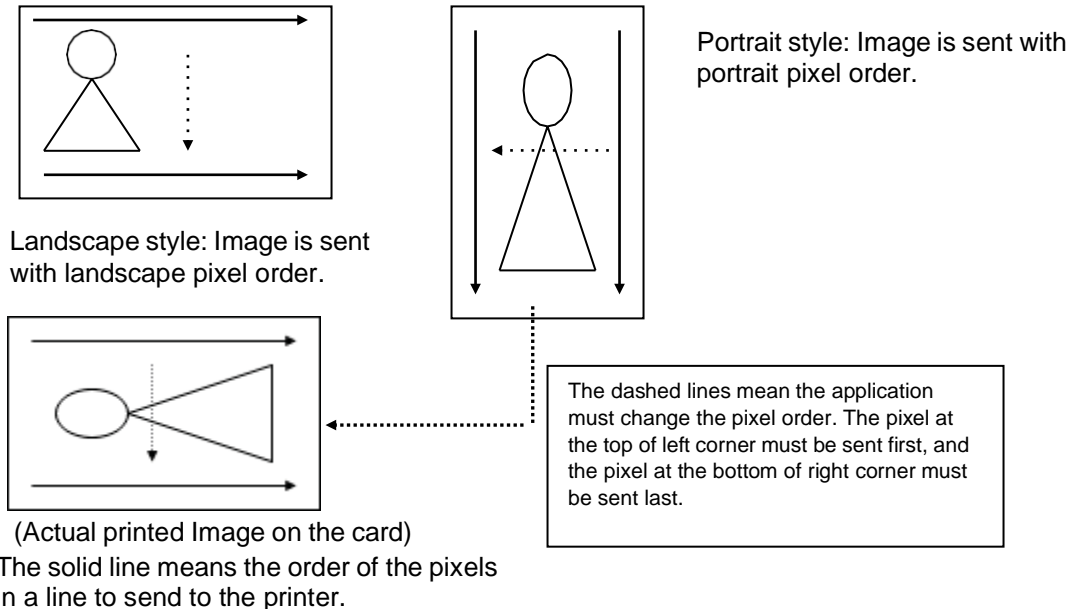 Portrait style: Image is sent with
portrait pixel order.
Landscape style: Image is sent
with landscape pixel order.
The dashed lines mean the application
must change the pixel order. The pixel at
the top of left corner must be sent first, and
the pixel at the bottom of right corner must
be sent last.
(Actual printed Image on the card)
The solid line means the order of the pixels
in a line to send to the printer.